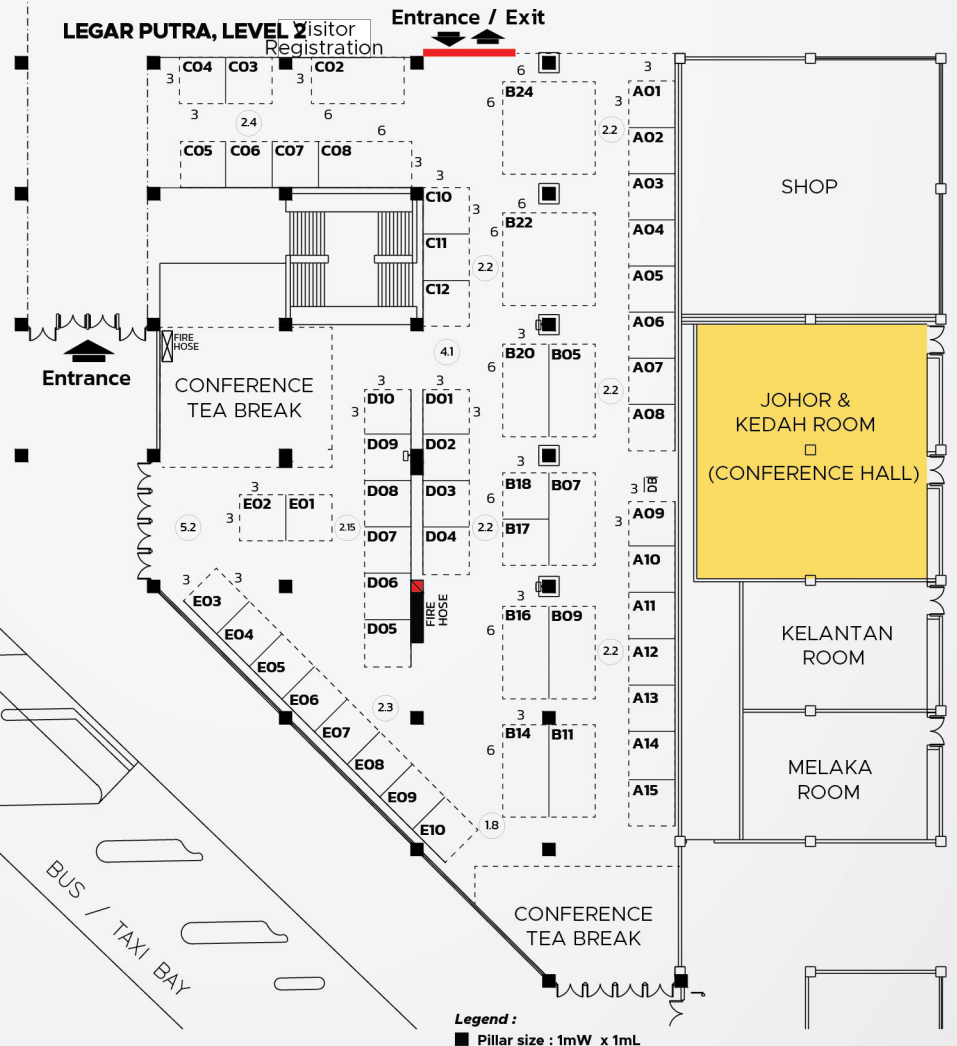 LEGAR PUTRA, LEVEL 2
Visitor
Registration
Entrance / Exit
C04 C03 C02
3 3
3 2.4 6
6
C05 C06 C07 C08
3
3
C10
3
C11
2.2
C12
4.1
6
6 B24
6
6 B22
3
6 B20 B05
3
6 B18 B07
B17
3
6 B16 B09
3
6 B14 B11
2.2
2.2
2.2
3
3 A01
A02
A03
A04
A05
A06
A07
A08
3 DB
3 A09
A10
A11
A12
A13
A14
A15
SHOP
JOHOR &
KEDAH ROOM
(CONFERENCE HALL)
KELANTAN
ROOM
MELAKA
ROOM
Entrance
FIRE
HOSE
CONFERENCE
TEA BREAK
3 3
3 D10 D01 3
D09 D02
D08 D03
D07 D04
D06
D05
2.2
FIRE
HOSE
3
3 E02 E01
5.2
2.15
3 3
E03
E04
E05
E06
E07
E08
E09
E10
2.3
1.8
BUS / TAXI BAY
CONFERENCE
TEA BREAK
Legend :
Pillar size : 1mW x 1mL